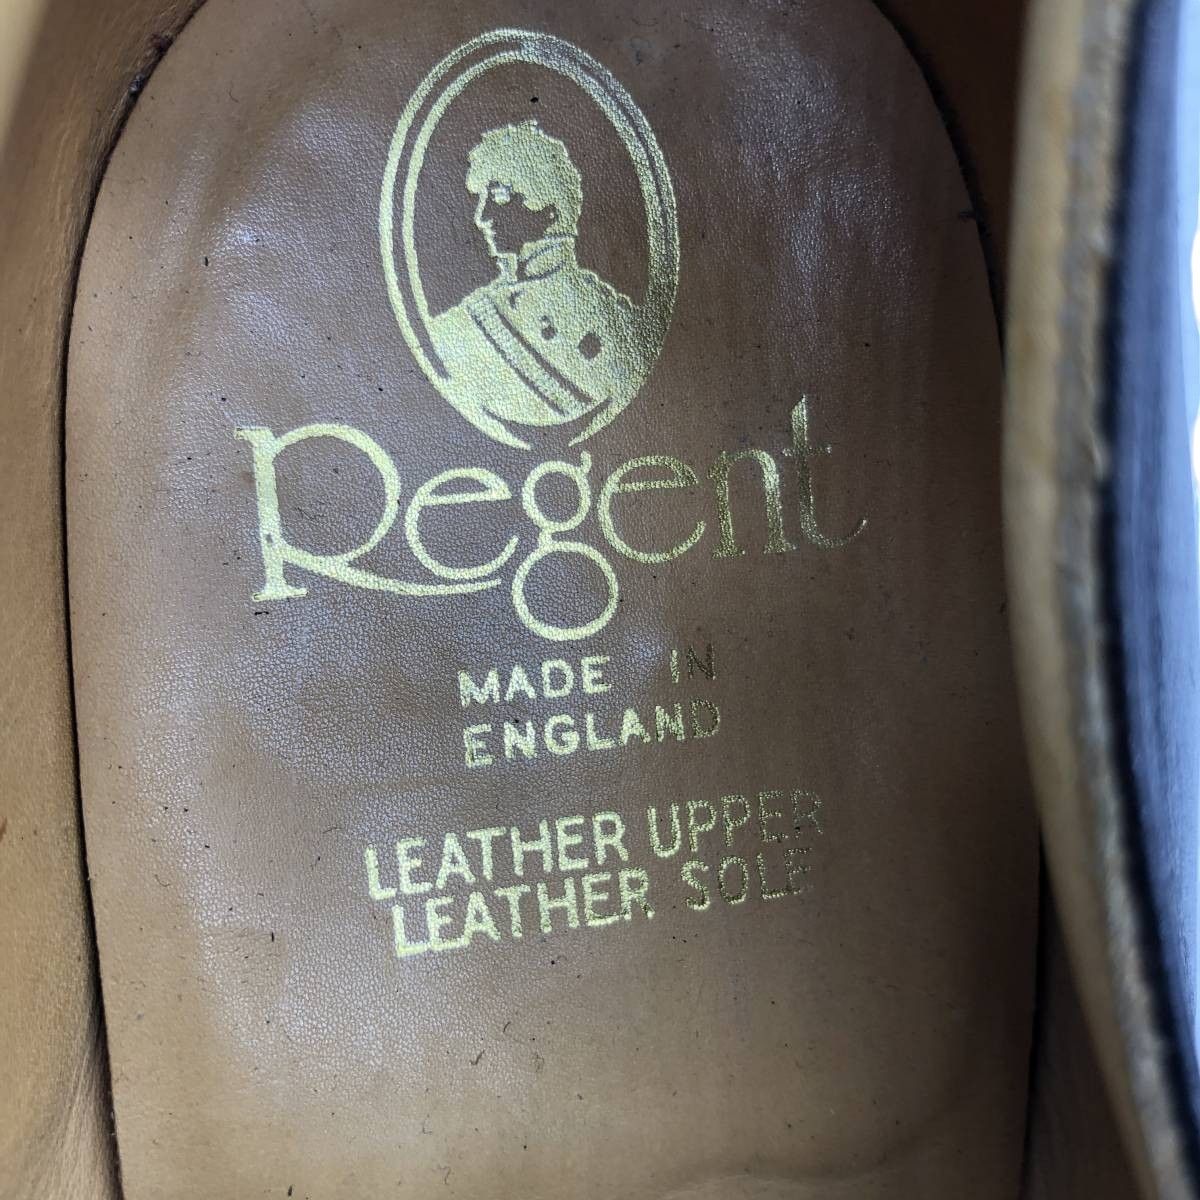 Regent
MADE IN
ENGLAND
LEATHER UPPER
LEATHER SOLE